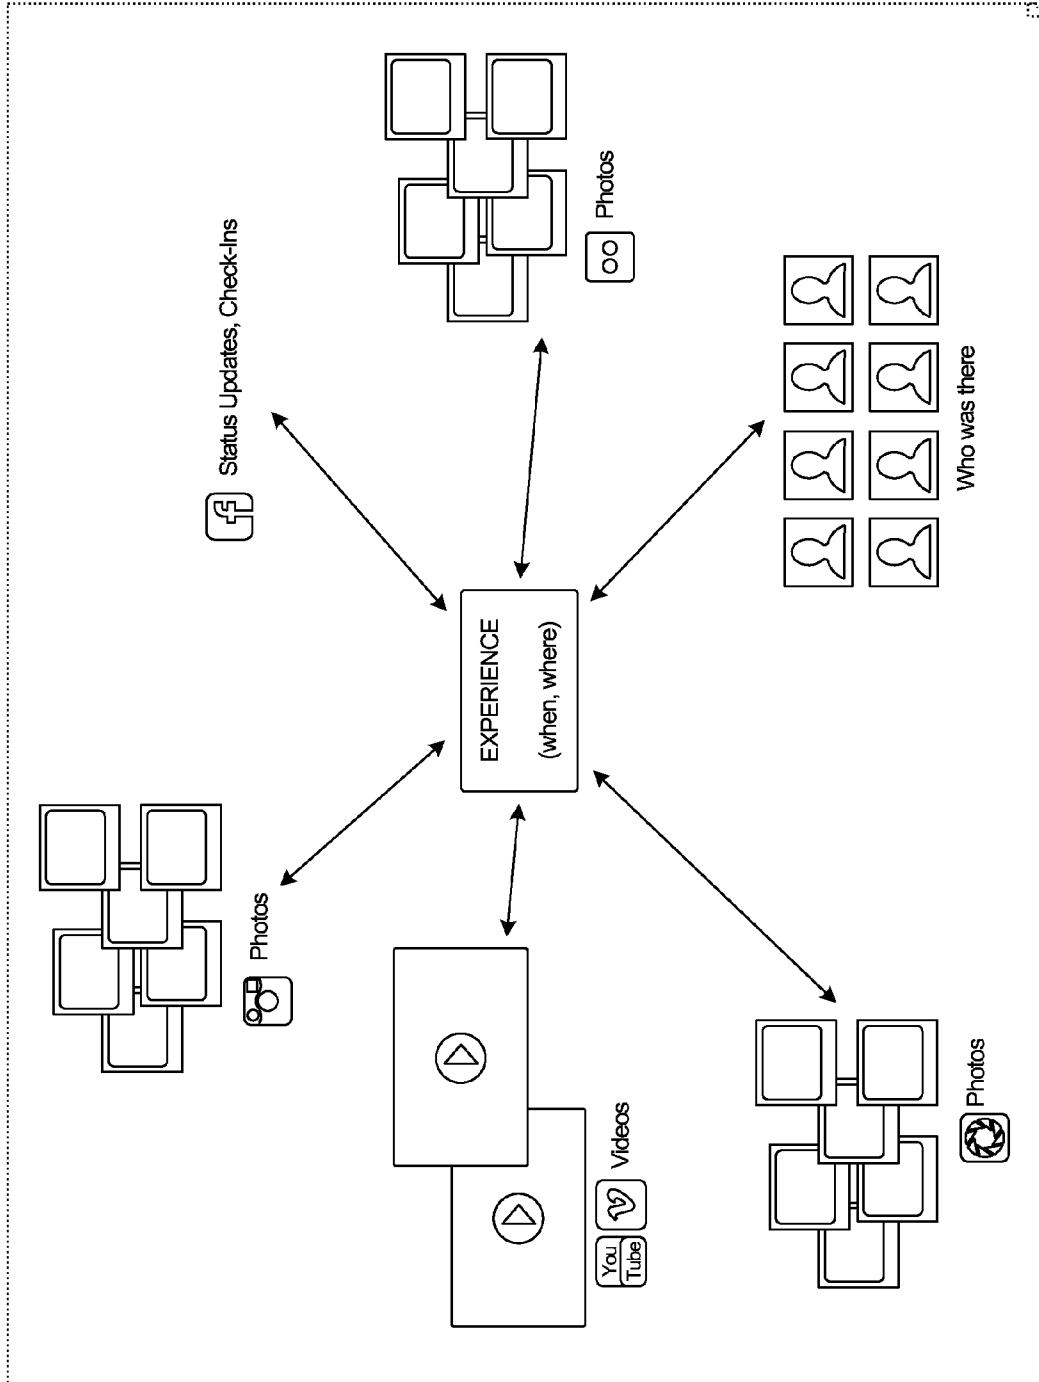 Photos
f Status Updates, Check-Ins
EXPERIENCE
(when, where)
You
Tube
Videos
Photos
Photos
Who was there